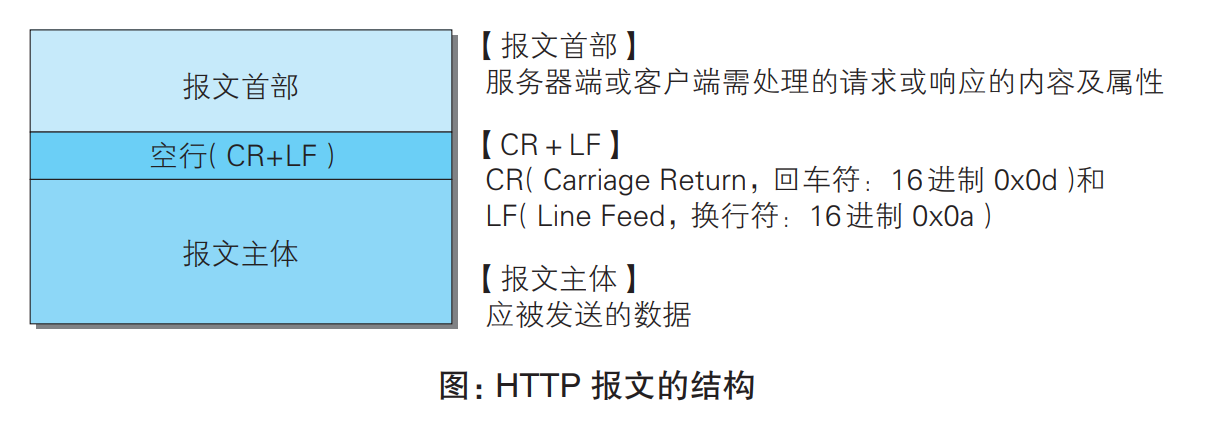 报文首部
空行( CR+LF )
报文主体
【报文首部】
服务器端或客户端需处理的请求或响应的内容及属性
【CR+LF】
CR( Carriage Return，回车符：16进制 0x0d )和
LF( Line Feed，换行符：16进制 0x0a )
【报文主体】
应被发送的数据
图：HTTP 报文的结构